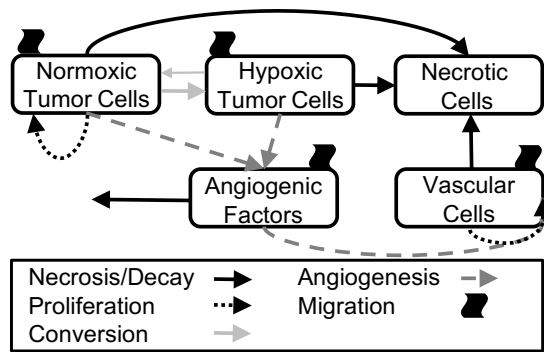 Normoxic
Tumor Cells
Hypoxic
Tumor Cells
Necrotic
Cells
Angiogenic
Factors
Vascular
Cells
Necrosis/Decay
Angiogenesis
Proliferation
Migration
Conversion